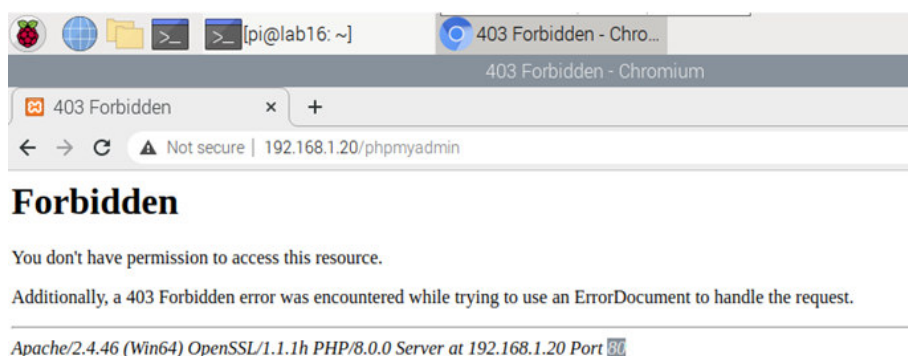 [pi@lab16: ~]
403 Forbidden - Chro...
403 Forbidden - Chromium
403 Forbidden
Not secure | 192.168.1.20/phpmyadmin
Forbidden
You don't have permission to access this resource.
Additionally, a 403 Forbidden error was encountered while trying to use an ErrorDocument to handle the request.
Apache/2.4.46 (Win64) OpenSSL/1.1.1h PHP/8.0.0 Server at 192.168.1.20 Port 80